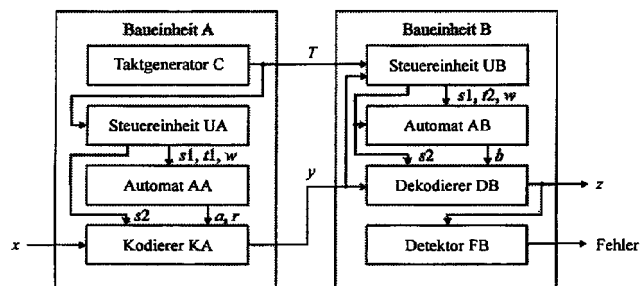 Baueinheit A
Baueinheit B
Taktgenerator C
T
Steuereinheit UB
s1, t2, w
Steuereinheit UA
Automat AB
s1, t1, w
s2
b
y
Automat AA
Dekodierer DB
z
s2
a, r
x
Kodierer KA
Detektor FB
Fehler